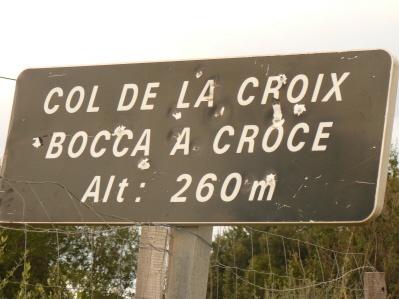 COL DE LA CROIX
BOCCA A CROCE
Alt: 260m